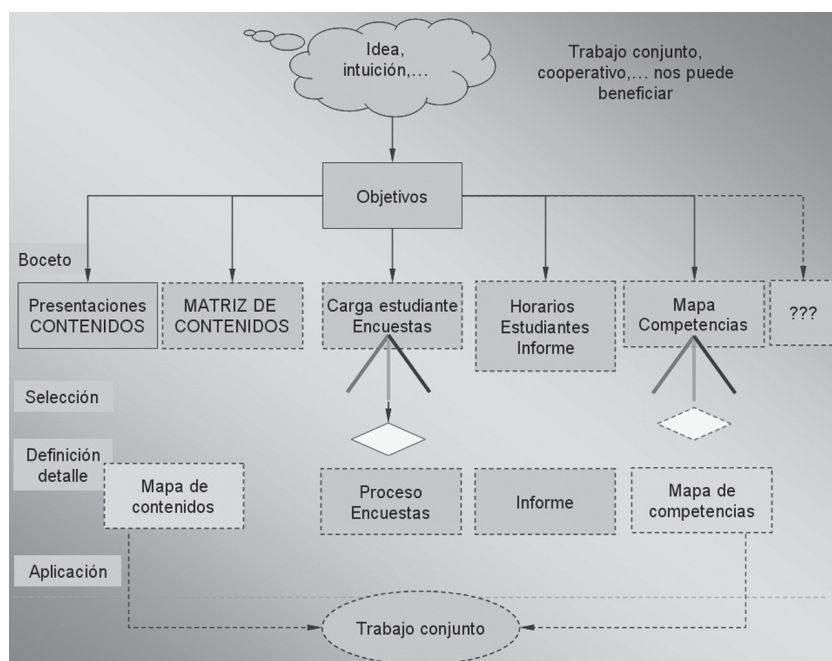 Idea,
intuición,...
Trabajo conjunto,
cooperativo,... nos puede
beneficiar
Objetivos
Boceto
Presentaciones
CONTENIDOS
MATRIZ DE
CONTENIDOS
Carga estudiante
Encuestas
Horarios
Estudiantes
Informe
Mapa
Competencias
???
Selección
Definición
detalle
Mapa de
contenidos
Proceso
Encuestas
Informe
Mapa de
competencias
Aplicación
Trabajo conjunto